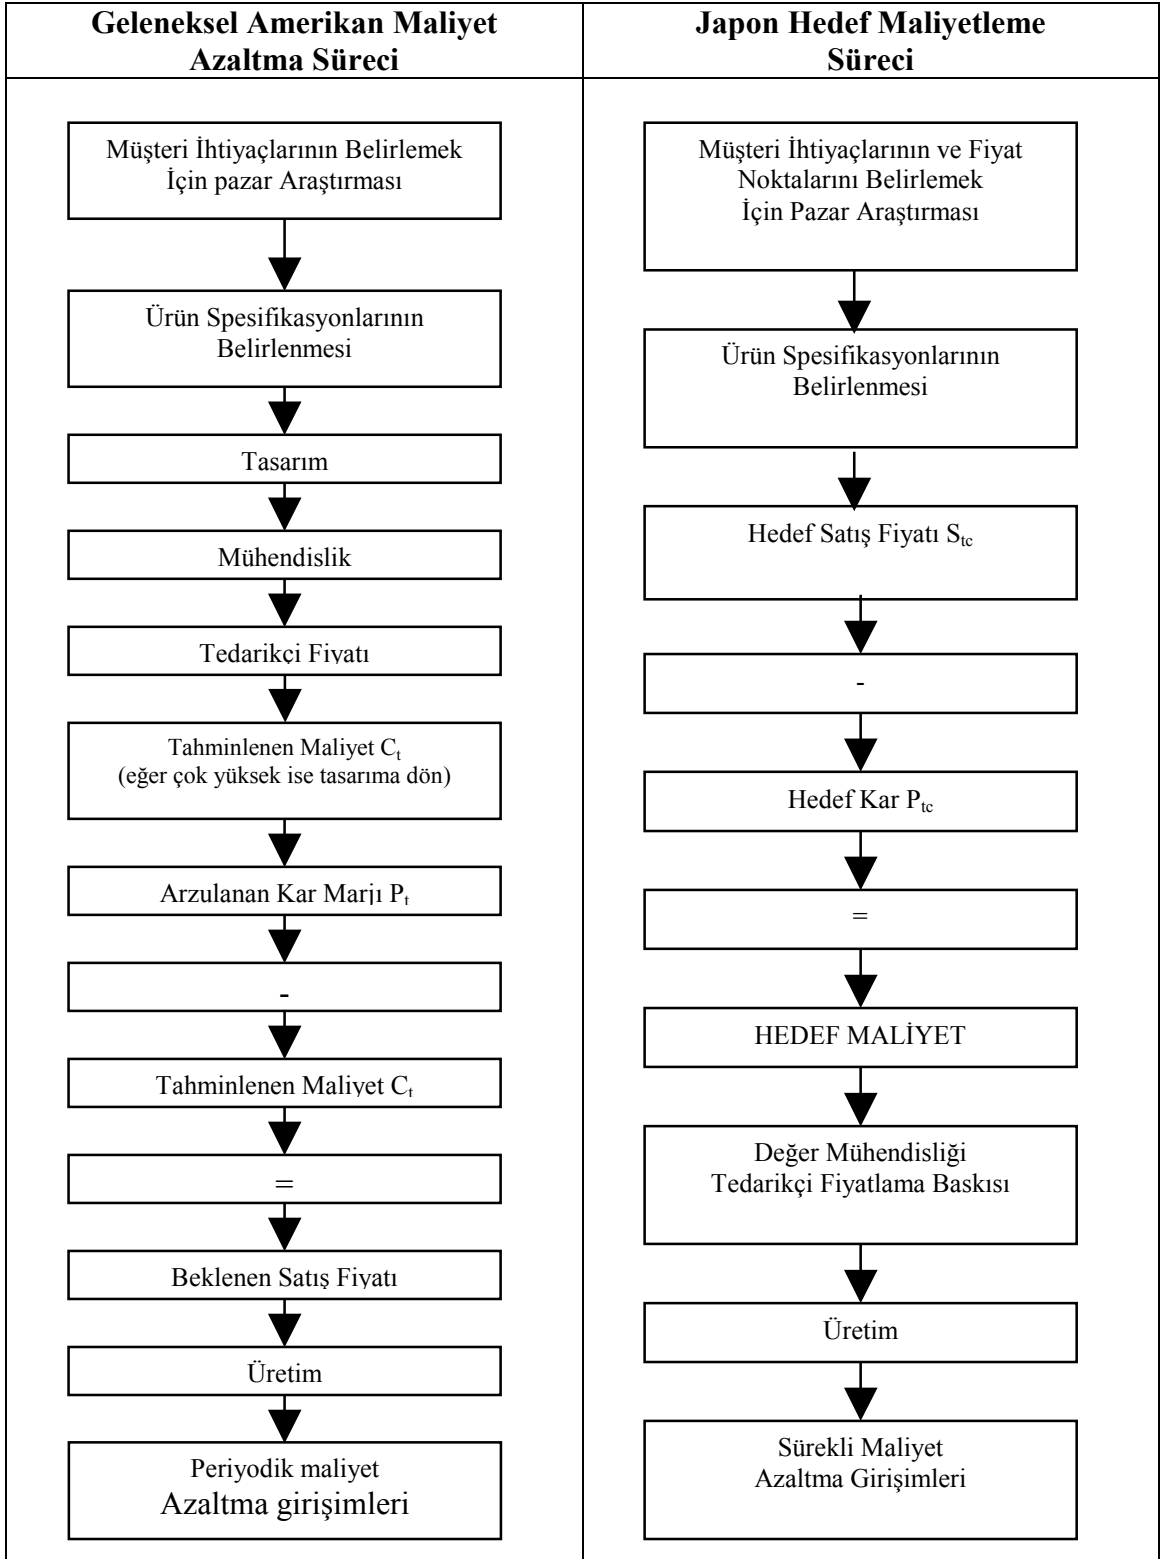 Geleneksel Amerikan Maliyet
Azaltma Süreci
Müşteri İhtiyaçlarının Belirlemek
İçin pazar Araştırması
Ürün Spesifikasyonlarının
Belirlenmesi
Tasarım
Mühendislik
Tedarikçi Fiyatı
Tahminlenen Maliyet Ct
(eğer çok yüksek ise tasarıma dön)
Arzulanan Kar Marjı Pt
-
Tahminlenen Maliyet Ct
=
Beklenen Satış Fiyatı
Üretim
Periyodik maliyet
Azaltma girişimleri
Japon Hedef Maliyetleme
Süreci
Müşteri İhtiyaçlarının ve Fiyat
Noktalarını Belirlemek
İçin Pazar Araştırması
Ürün Spesifikasyonlarının
Belirlenmesi
Hedef Satış Fiyatı Stc
-
Hedef Kar Ptc
=
HEDEF MALİYET
Değer Mühendisliği
Tedarikçi Fiyatlama Baskısı
Üretim
Sürekli Maliyet
Azaltma Girişimleri